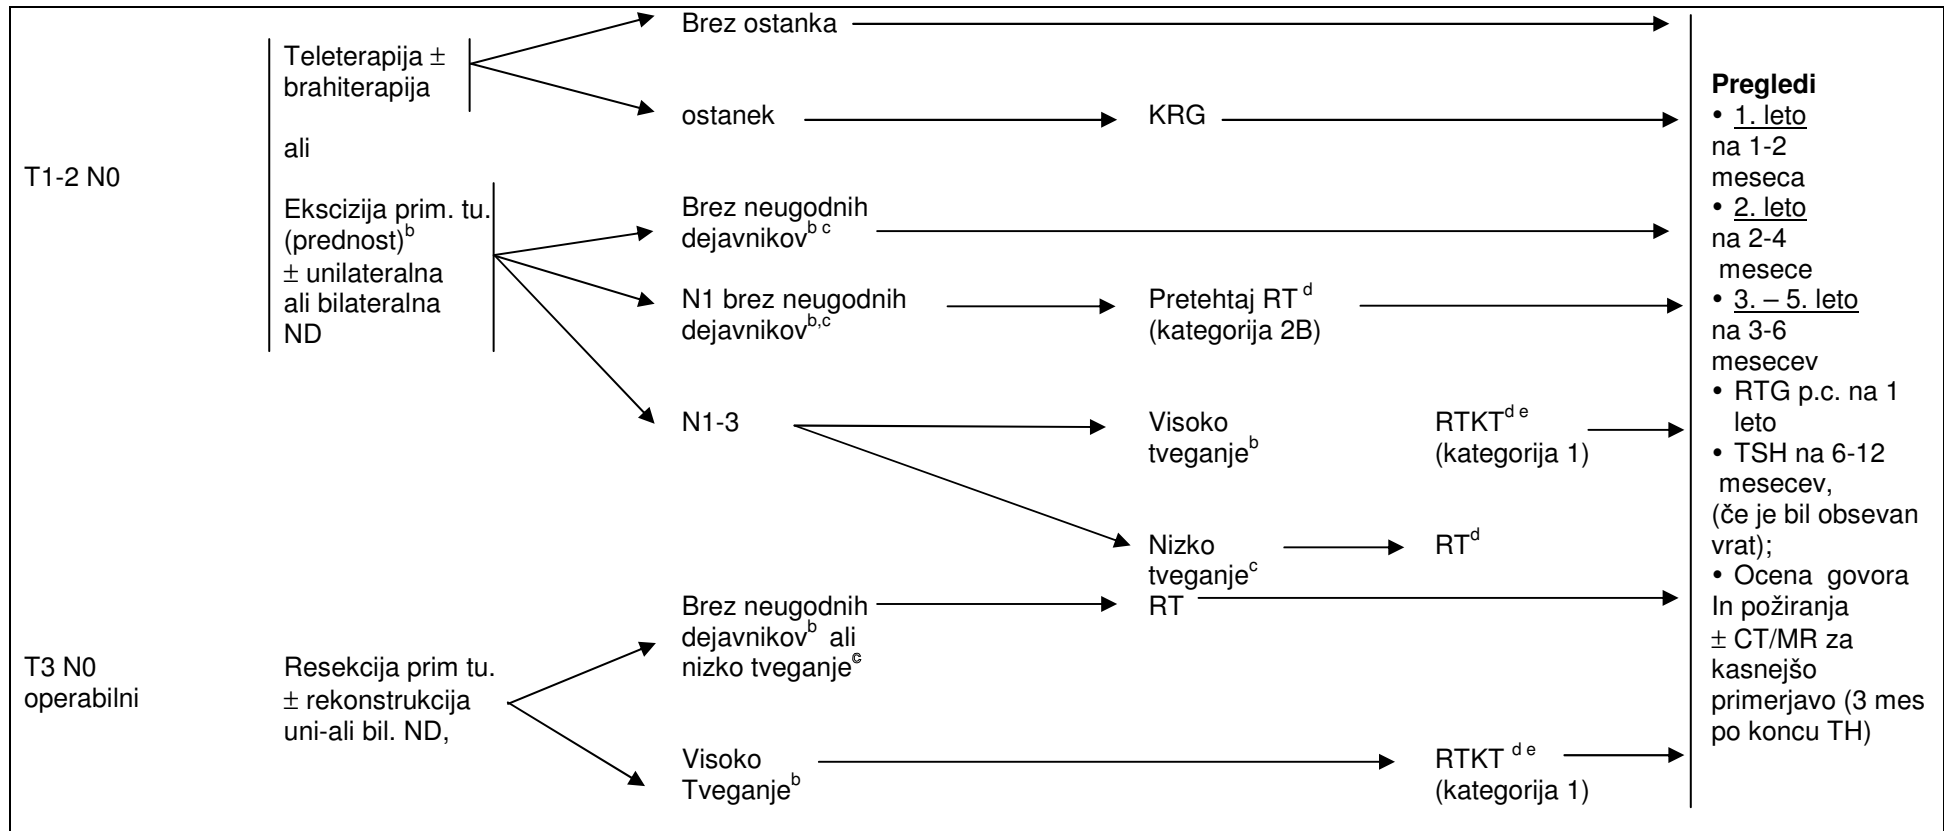 T1-2 N0
Teleterapija ±
brahiterapija
ali
Ekscizija prim. tu.
(prednost)b
± unilateralna
ali bilateralna
ND
Brez ostanka
ostanek
KRG
Brez neugodnih
dejavnikovb c
N1 brez neugodnih
dejavnikovb,c
Pretehtaj RT d
(kategorija 2B)
N1-3
Visoko
tveganjeb
RTKTd e
(kategorija 1)
Nizko
tveganjec
RTd
T3 N0
operabilni
Resekcija prim tu.
± rekonstrukcija
uni-ali bil. ND,
Brez neugodnih
dejavnikovb ali
nizko tveganjec
RT
Visoko
Tveganjeb
RTKT d e
(kategorija 1)
Pregledi
• 1. leto
na 1-2
meseca
• 2. leto
na 2-4
mesece
• 3. – 5. leto
na 3-6
mesecev
• RTG p.c. na 1
leto
• TSH na 6-12
mesecev,
(če je bil obsevan
vrat);
• Ocena govora
In požiranja
± CT/MR za
kasnejšo
primerjavo (3 mes
po koncu TH)